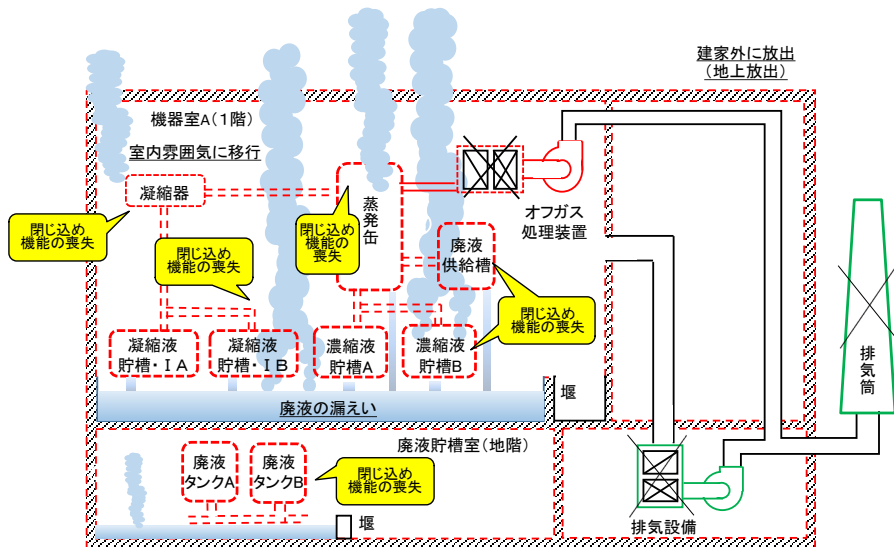 建家外に放出
（地上放出）
機器室A（1階）
室内雰囲気に移行
凝縮器
閉じ込め
機能の喪失
閉じ込め
機能の喪失
閉じ込め
機能の
喪失
蒸発缶
オフガス
処理装置
廃液
供給槽
閉じ込め
機能の喪失
凝縮液
貯槽・ⅠA
凝縮液
貯槽・ⅠB
濃縮液
貯槽A
濃縮液
貯槽B
廃液の漏えい
堰
排気筒
廃液貯槽室（地階）
廃液
タンクA
廃液
タンクB
閉じ込め
機能の喪失
堰
排気設備